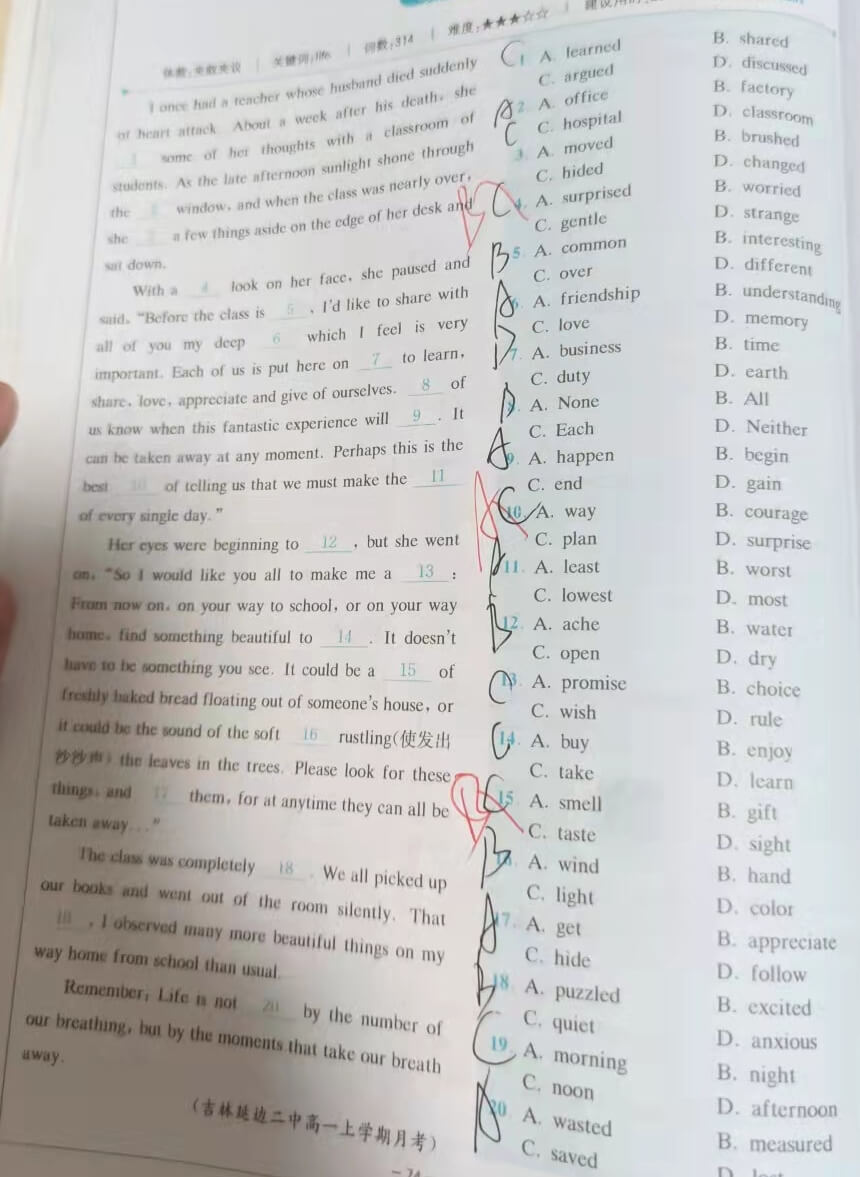 体裁:夹叙夹议 | 关键词:life | 词数:314 | 难度:★★★☆☆ |
I once had a teacher whose husband died suddenly
of heart attack. About a week after his death, she
1 some of her thoughts with a classroom of
students. As the late afternoon sunlight shone through
the window, and when the class was nearly over,
she a few things aside on the edge of her desk and
sat down.
With a 4 look on her face, she paused and
said, "Before the class is 5 , I'd like to share with
all of you my deep 6 which I feel is very
important. Each of us is put here on 7 to learn,
share, love, appreciate and give of ourselves. 8 of
us know when this fantastic experience will 9 . It
can be taken away at any moment. Perhaps this is the
best 10 of telling us that we must make the 11
of every single day."
Her eyes were beginning to 12 , but she went
on, "So I would like you all to make me a 13 :
From now on, on your way to school, or on your way
home, find something beautiful to 14 . It doesn't
have to be something you see. It could be a 15 of
freshly baked bread floating out of someone's house, or
it could be the sound of the soft 16 rustling(使发出
沙沙声) the leaves in the trees. Please look for these
things, and 17 them, for at anytime they can all be
taken away..."
The class was completely 18 . We all picked up
our books and went out of the room silently. That
19 , I observed many more beautiful things on my
way home from school than usual.
Remember: Life is not 20 by the number of
our breathing, but by the moments that take our breath
away.
(吉林延边二中高一上学期月考)
— 74
C 1 A. learned B. shared
C. argued D. discussed
A 2. A. office B. factory
C. hospital D. classroom
C 3. A. moved B. brushed
C. hided D. changed
C 4. A. surprised B. worried
C. gentle D. strange
B 5. A. common B. interesting
C. over D. different
A 6. A. friendship B. understanding
C. love D. memory
D 7. A. business B. time
C. duty D. earth
8. A. None B. All
C. Each D. Neither
A 9. A. happen B. begin
C. end D. gain
C 10. A. way B. courage
C. plan D. surprise
11. A. least B. worst
C. lowest D. most
12. A. ache B. water
C. open D. dry
C 13. A. promise B. choice
C. wish D. rule
C 14. A. buy B. enjoy
C. take D. learn
C 15 A. smell B. gift
C. taste D. sight
B A. wind B. hand
C. light D. color
A 17. A. get B. appreciate
C. hide D. follow
B 18 A. puzzled B. excited
C. quiet D. anxious
C 19 A. morning B. night
C. noon D. afternoon
20 A. wasted B. measured
C. saved